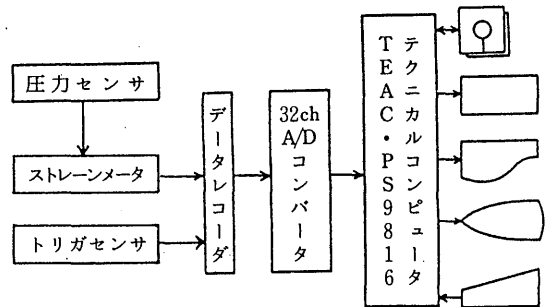 圧力センサ
ストレーンメータ
トリガセンサ
データレコーダ
32ch
A/D
コンバータ
テクニカルコンピュータ
TEAC・PS9816